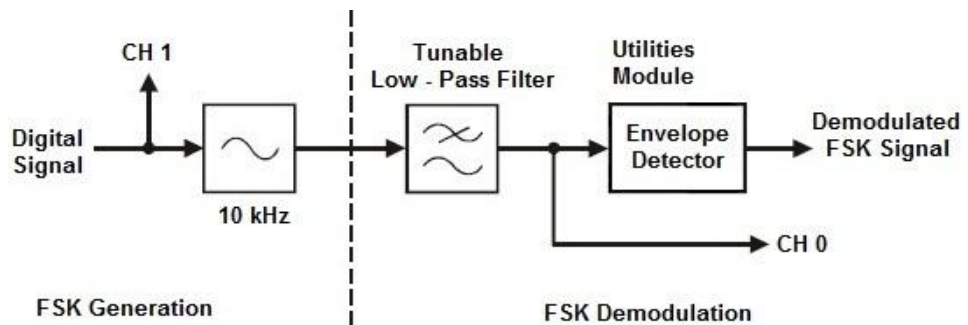 CH 1
Tunable
Low - Pass Filter
Utilities
Module
Digital
Signal
Envelope
Detector
Demodulated
FSK Signal
10 kHz
CH 0
FSK Generation
FSK Demodulation